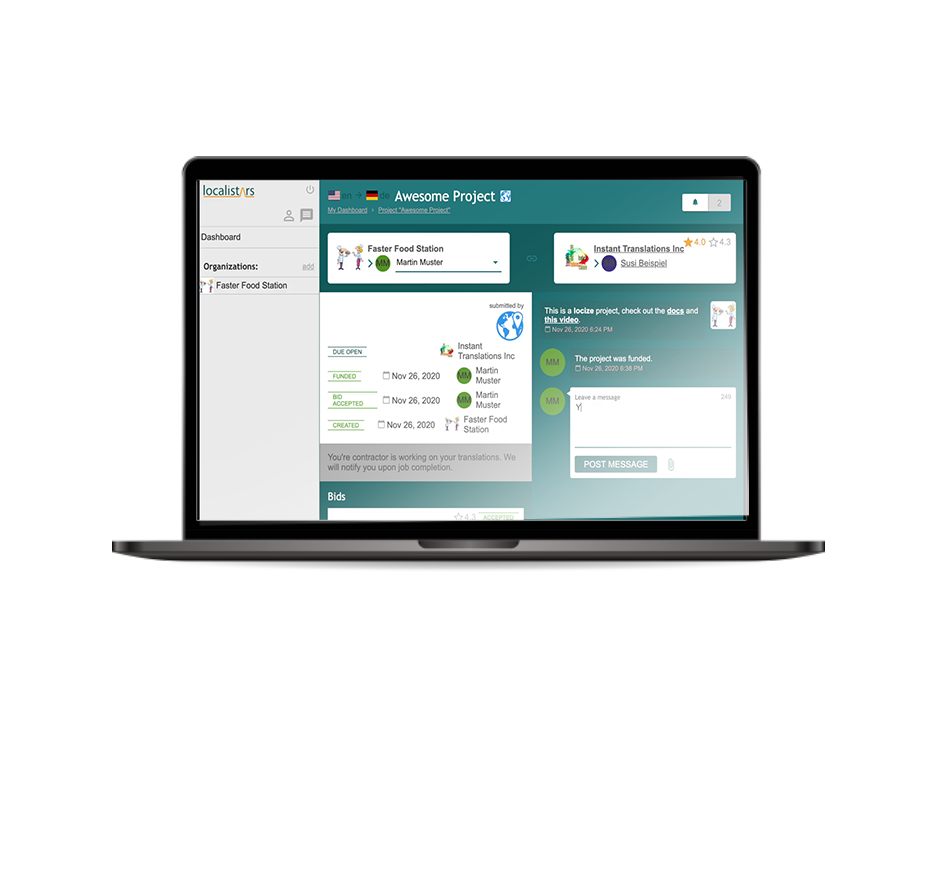 localistars
Dashboard
Organizations:
add
Faster Food Station
en
de
Awesome Project
My Dashboard › Project "Awesome Project"
2
Faster Food Station
MM
Martin Muster
Instant Translations Inc
4.0
4.3
Susi Beispiel
submitted by
DUE OPEN
Instant
Translations Inc
FUNDED
Nov 26, 2020
MM
Martin
Muster
BID
ACCEPTED
Nov 26, 2020
MM
Martin
Muster
CREATED
Nov 26, 2020
Faster Food
Station
You're contractor is working on your translations. We
will notify you upon job completion.
Bids
4.3
ACCEPTED
This is a locize project, check out the docs and
this video.
Nov 26, 2020 6:24 PM
MM
The project was funded.
Nov 26, 2020 6:38 PM
MM
Leave a message
249
Y
POST MESSAGE